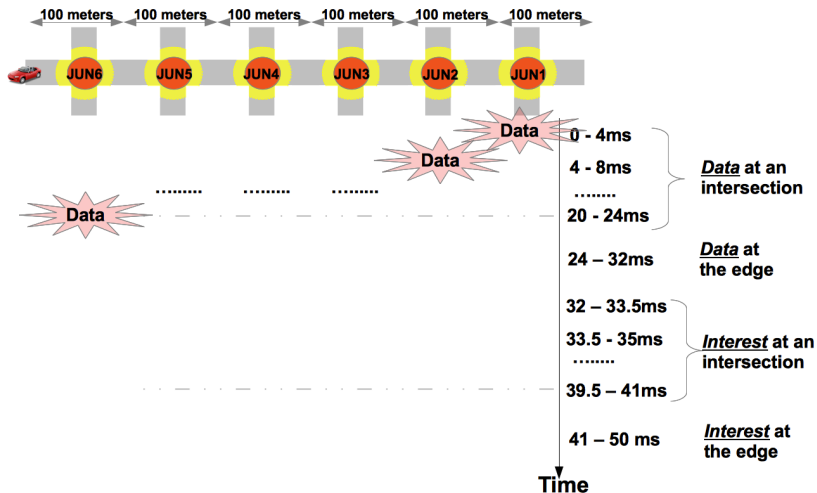 100 meters 100 meters 100 meters 100 meters 100 meters 100 meters
JUN6 JUN5 JUN4 JUN3 JUN2 JUN1
Data 0 - 4ms
Data 4 - 8ms
......... ......... ......... ........
Data 20 - 24ms
Data at an
intersection
24 – 32ms
Data at
the edge
32 – 33.5ms
33.5 - 35ms
........
39.5 – 41ms
Interest at an
intersection
41 – 50 ms
Interest at
the edge
Time